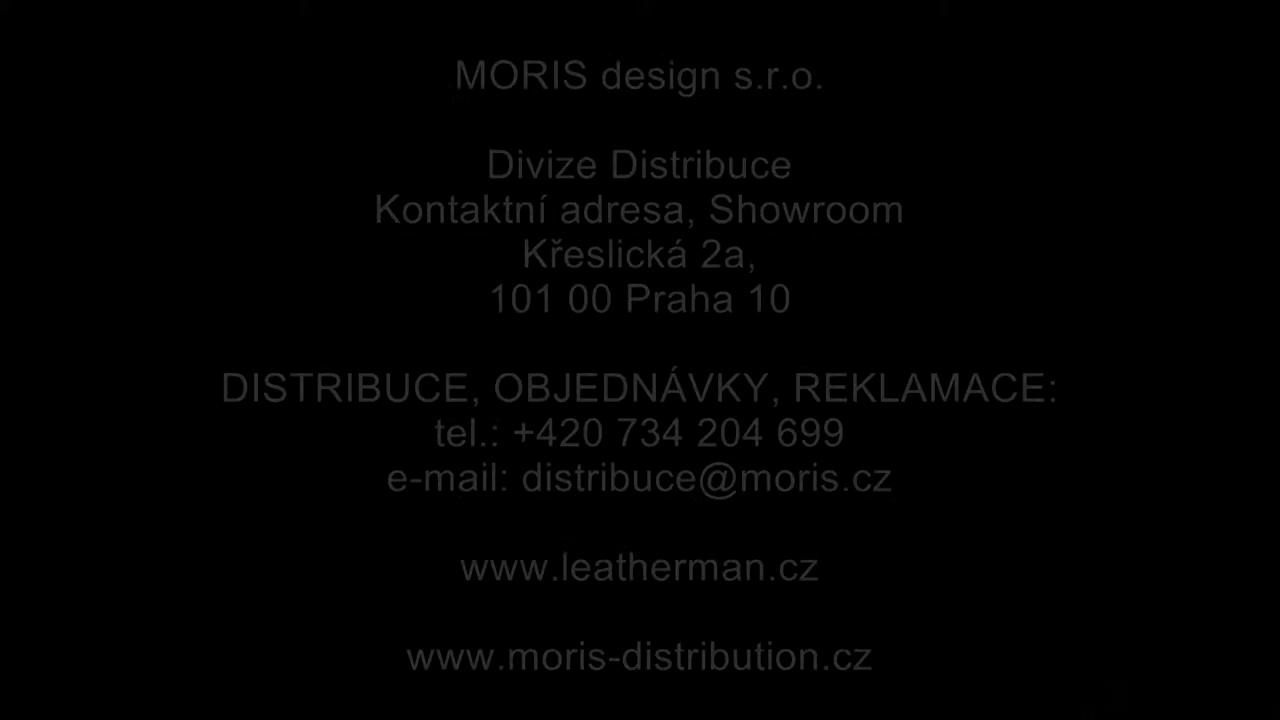 MORIS design s.r.o.
Divize Distribuce
Kontaktní adresa, Showroom
Křeslická 2a,
101 00 Praha 10
DISTRIBUCE, OBJEDNÁVKY, REKLAMACE:
tel.: +420 734 204 699
e-mail: distribuce@moris.cz
www.leatherman.cz
www.moris-distribution.cz